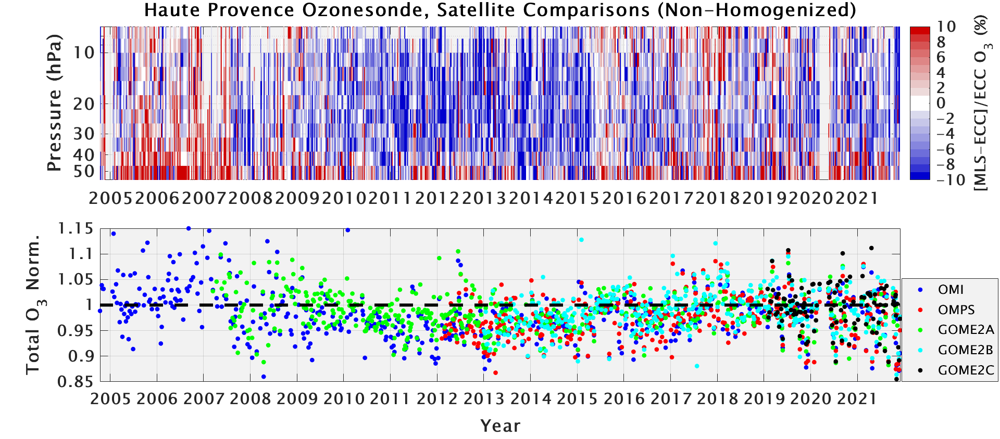 Haute Provence Ozonesonde, Satellite Comparisons (Non-Homogenized)
Pressure (hPa)
10
20
30
40
50
2005 2006 2007 2008 2009 2010 2011 2012 2013 2014 2015 2016 2017 2018 2019 2020 2021
10
8
6
4
2
0
-2
-4
-6
-8
-10
[MLS-ECC]/ECC O3 (%)
Total O3 Norm.
1.15
1.1
1.05
1
0.95
0.9
0.85
2005 2006 2007 2008 2009 2010 2011 2012 2013 2014 2015 2016 2017 2018 2019 2020 2021
Year
OMI
OMPS
GOME2A
GOME2B
GOME2C